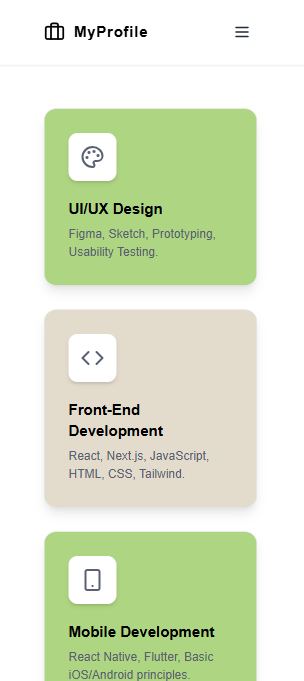 MyProfile
UI/UX Design
Figma, Sketch, Prototyping,
Usability Testing.
Front-End
Development
React, Next.js, JavaScript,
HTML, CSS, Tailwind.
Mobile Development
React Native, Flutter, Basic
iOS/Android principles.